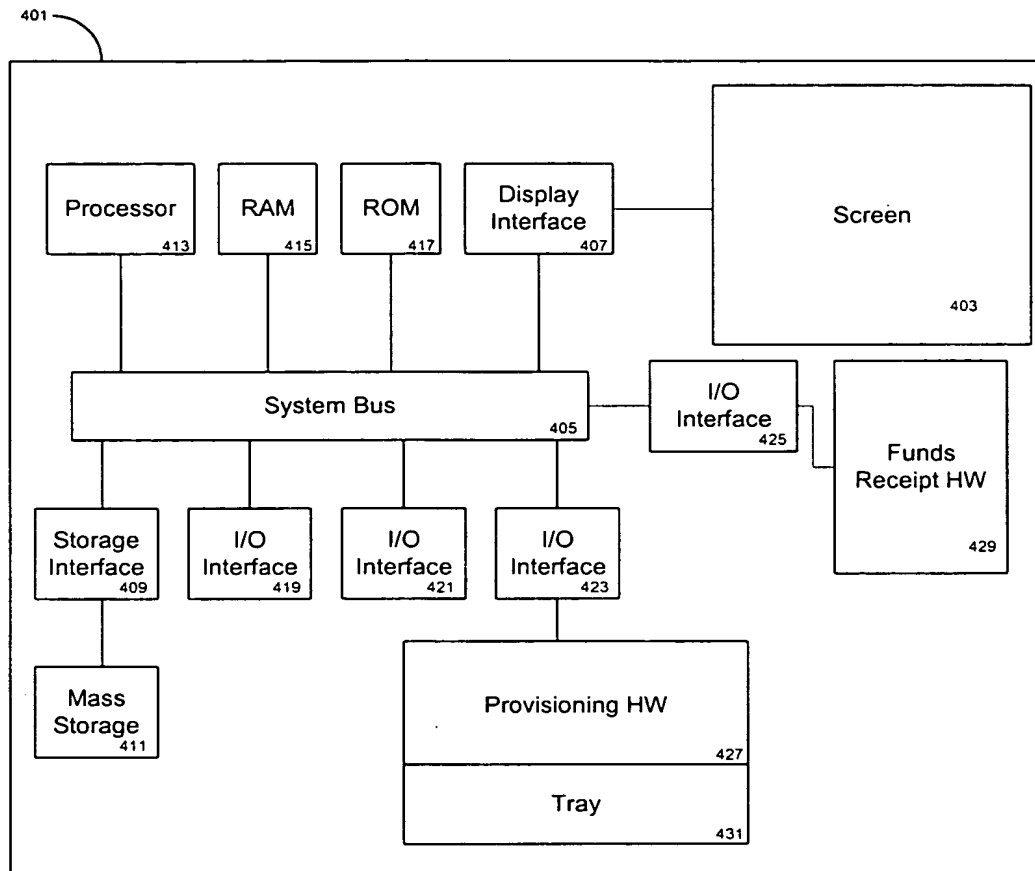 401
Processor
413
RAM
415
ROM
417
Display
Interface
407
Screen
403
System Bus
405
I/O
Interface
425
Funds
Receipt HW
429
Storage
Interface
409
I/O
Interface
419
I/O
Interface
421
I/O
Interface
423
Mass
Storage
411
Provisioning HW
427
Tray
431